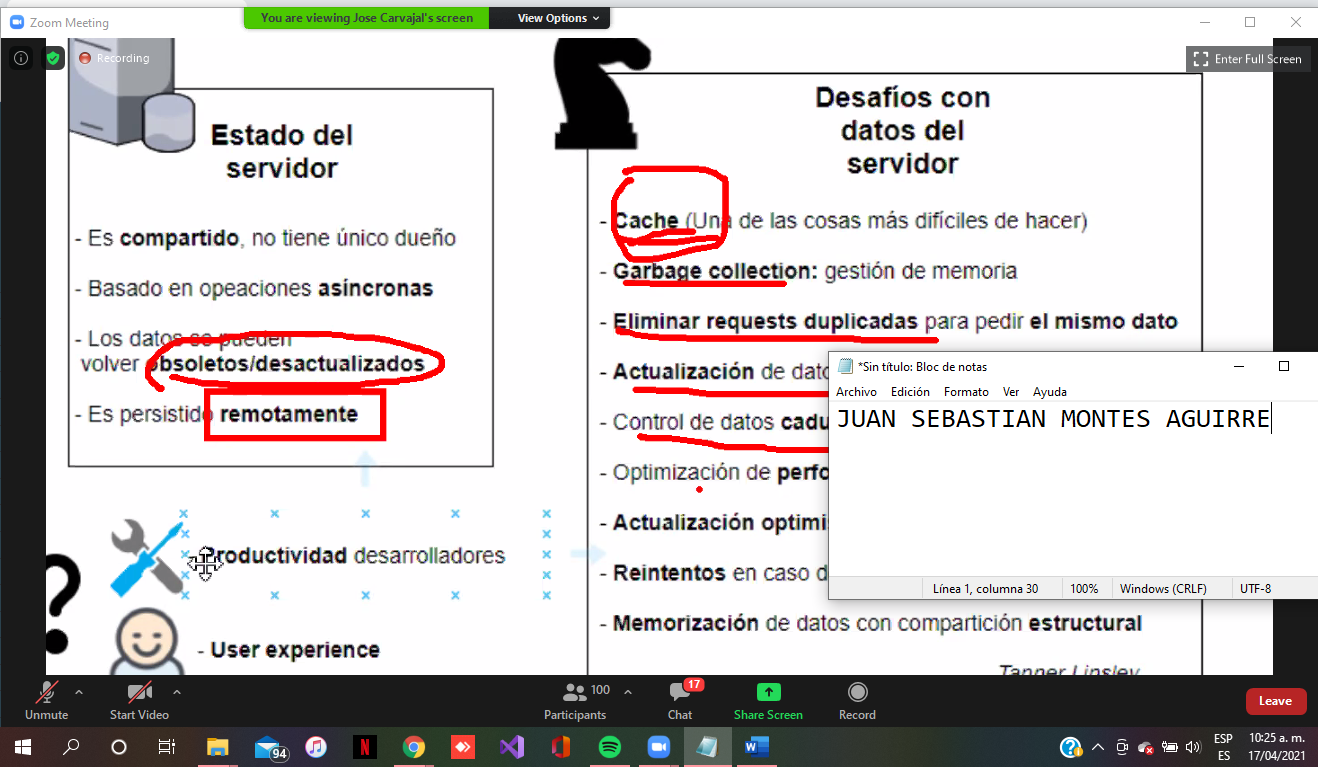 Zoom Meeting
You are viewing Jose Carvajal's screen
View Options
Recording
Enter Full Screen
Estado del
servidor
- Es compartido, no tiene único dueño
- Basado en opeaciones asíncronas
- Los datos se pueden
volver obsoletos/desactualizados
- Es persistido remotamente
- Productividad desarrolladores
?
- User experience
Desafíos con
datos del
servidor
- Cache (Una de las cosas más difíciles de hacer)
- Garbage collection: gestión de memoria
- Eliminar requests duplicadas para pedir el mismo dato
- Actualización de dato
- Control de datos cadu
- Optimización de perfo
- Actualización optimis
- Reintentos en caso d
- Memorización de datos con compartición estructural
Tanner Linsley
*Sin título: Bloc de notas
Archivo Edición Formato Ver Ayuda
JUAN SEBASTIAN MONTES AGUIRRE
Línea 1, columna 30 100% Windows (CRLF) UTF-8
Unmute
Start Video
100
Participants
17
Chat
Share Screen
Record
Leave
94
N
W
ESP
ES
10:25 a. m.
17/04/2021